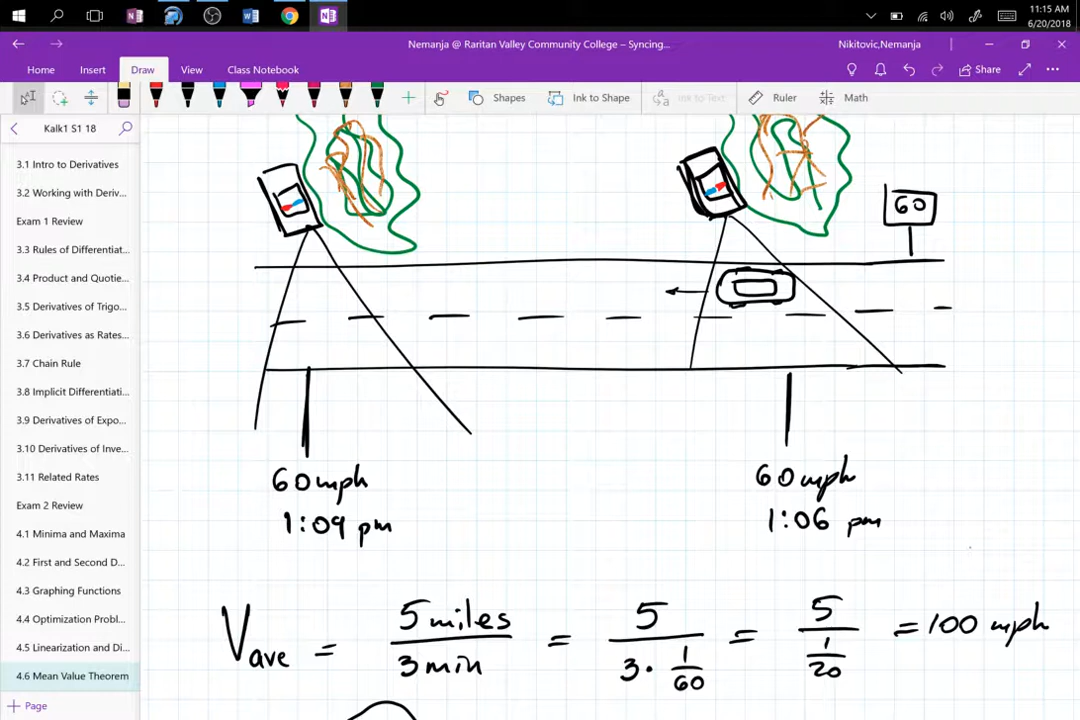 11:15 AM
6/20/2018
Nemanja @ Raritan Valley Community College – Syncing...
Nikitovic,Nemanja
Home Insert Draw View Class Notebook Share
Shapes Ink to Shape Ink to Text Ruler Math
Kalk1 S1 18
3.1 Intro to Derivatives
3.2 Working with Deriv...
Exam 1 Review
3.3 Rules of Differentiat...
3.4 Product and Quotie...
3.5 Derivatives of Trigo...
3.6 Derivatives as Rates...
3.7 Chain Rule
3.8 Implicit Differentiati...
3.9 Derivatives of Expo...
3.10 Derivatives of Inve...
3.11 Related Rates
Exam 2 Review
4.1 Minima and Maxima
4.2 First and Second D...
4.3 Graphing Functions
4.4 Optimization Probl...
4.5 Linearization and Di...
4.6 Mean Value Theorem
+ Page
60
60mph
1:09 pm
60mph
1:06 pm
Vave = 5 miles / 3 min = 5 / (3 · 1/60) = 5 / (1/20) = 100 mph